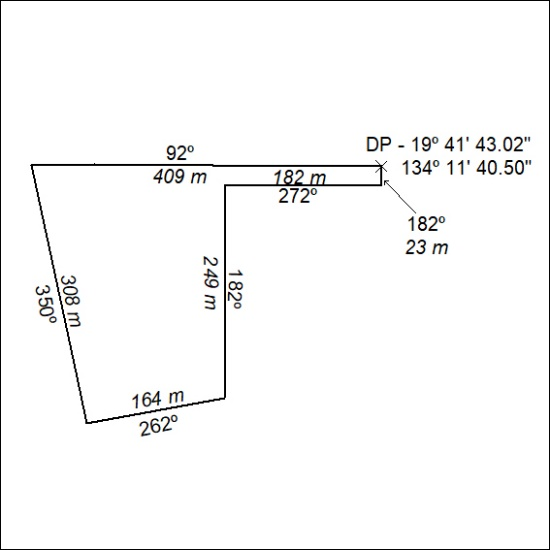 DP - 19º 41' 43.02"
134º 11' 40.50"
92º
409 m
182 m
272º
182º
23 m
249 m
182º
308 m
350º
164 m
262º